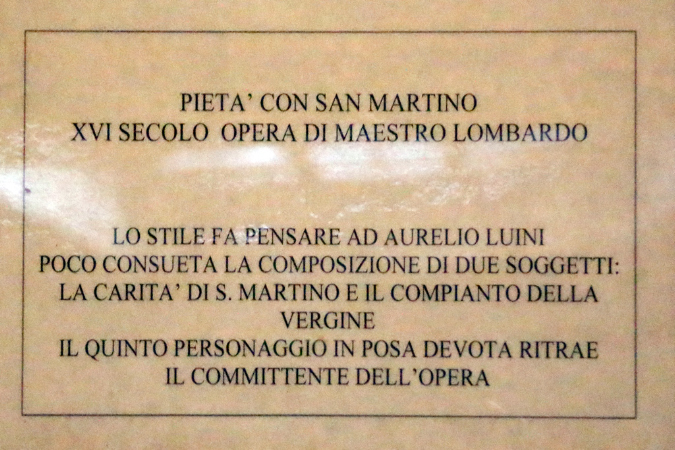 PIETA’ CON SAN MARTINO
XVI SECOLO OPERA DI MAESTRO LOMBARDO
LO STILE FA PENSARE AD AURELIO LUINI
POCO CONSUETA LA COMPOSIZIONE DI DUE SOGGETTI:
LA CARITA’ DI S. MARTINO E IL COMPIANTO DELLA
VERGINE
IL QUINTO PERSONAGGIO IN POSA DEVOTA RITRAE
IL COMMITTENTE DELL’OPERA